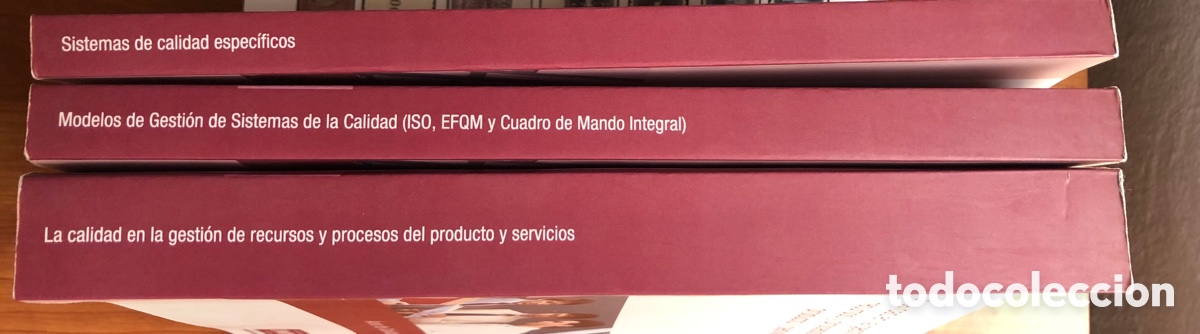 Sistemas de calidad específicos
Modelos de Gestión de Sistemas de la Calidad (ISO, EFQM y Cuadro de Mando Integral)
La calidad en la gestión de recursos y procesos del producto y servicios
todocoleccion